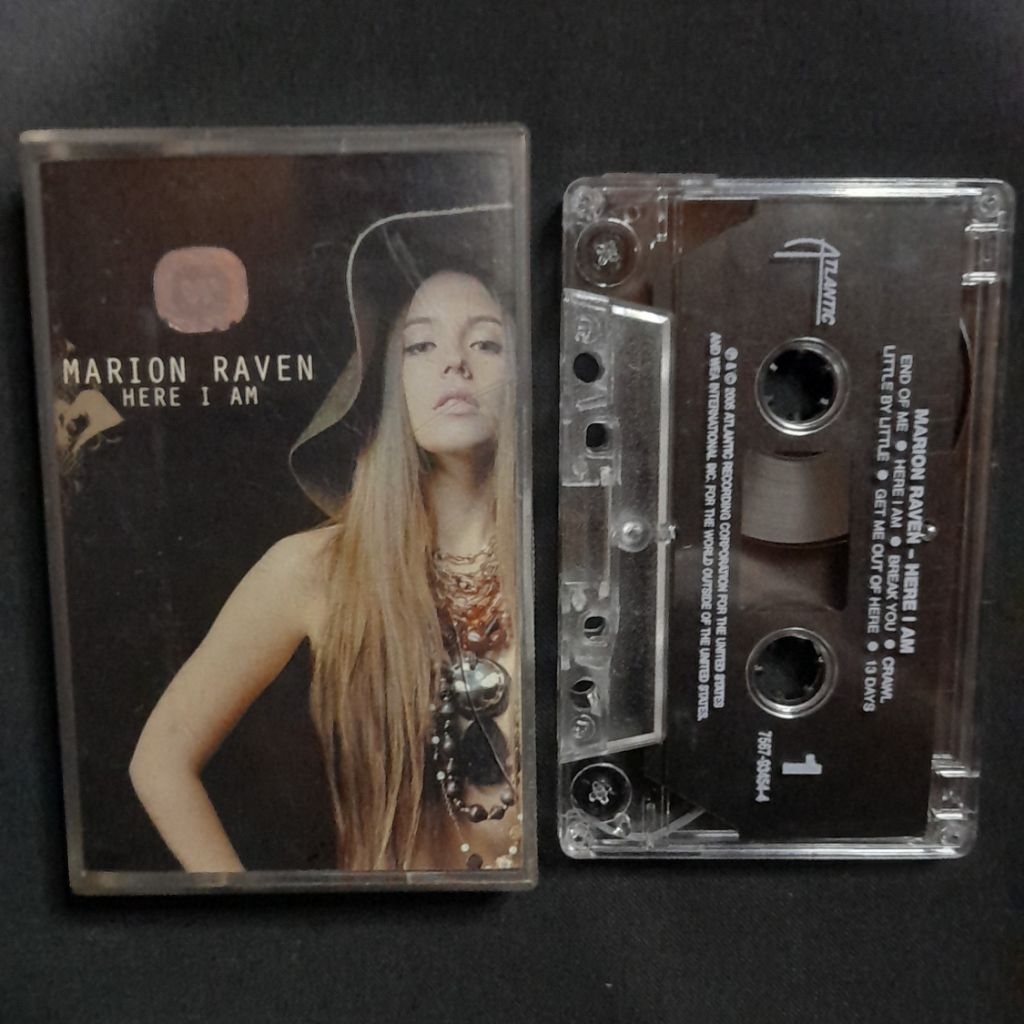 MARION RAVEN
HERE I AM
ATLANTIC
MARION RAVEN - HERE I AM
END OF ME ● HERE I AM ● BREAK YOU ● CRAWL
LITTLE BY LITTLE ● GET ME OUT OF HERE ● 13 DAYS
1
℗ & © 2005 ATLANTIC RECORDING CORPORATION FOR THE UNITED STATES
AND WEA INTERNATIONAL INC. FOR THE WORLD OUTSIDE OF THE UNITED STATES.